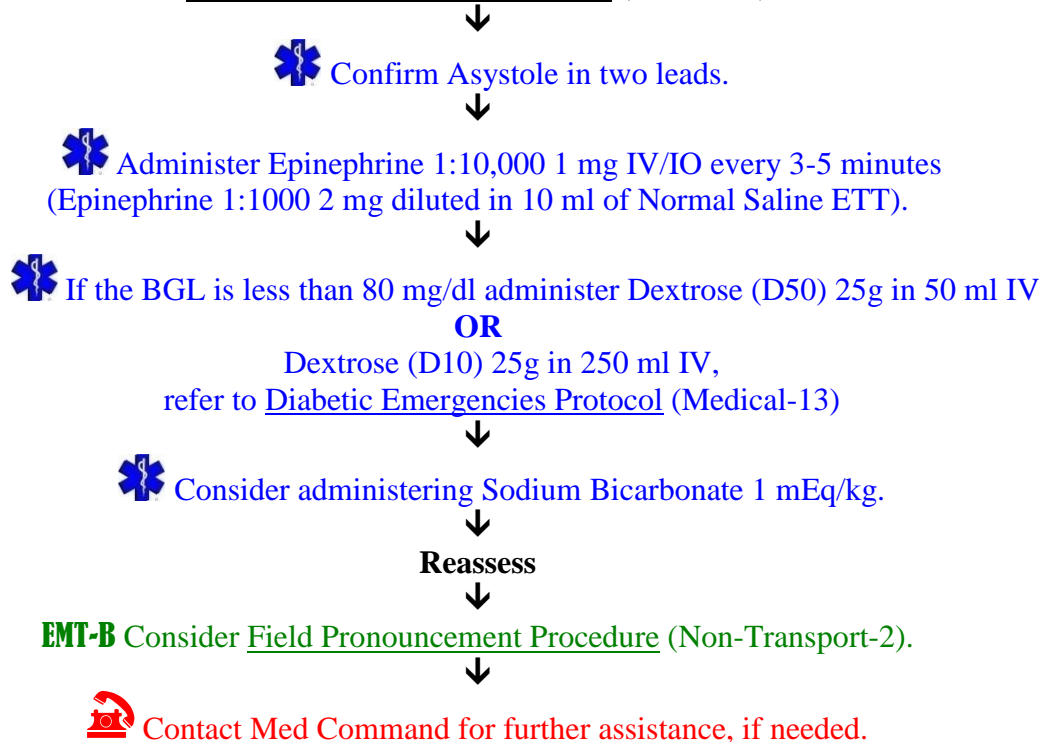 Confirm Asystole in two leads.
Administer Epinephrine 1:10,000 1 mg IV/IO every 3-5 minutes
(Epinephrine 1:1000 2 mg diluted in 10 ml of Normal Saline ETT).
If the BGL is less than 80 mg/dl administer Dextrose (D50) 25g in 50 ml IV
OR
Dextrose (D10) 25g in 250 ml IV,
refer to Diabetic Emergencies Protocol (Medical-13)
Consider administering Sodium Bicarbonate 1 mEq/kg.
Reassess
EMT-B Consider Field Pronouncement Procedure (Non-Transport-2).
Contact Med Command for further assistance, if needed.